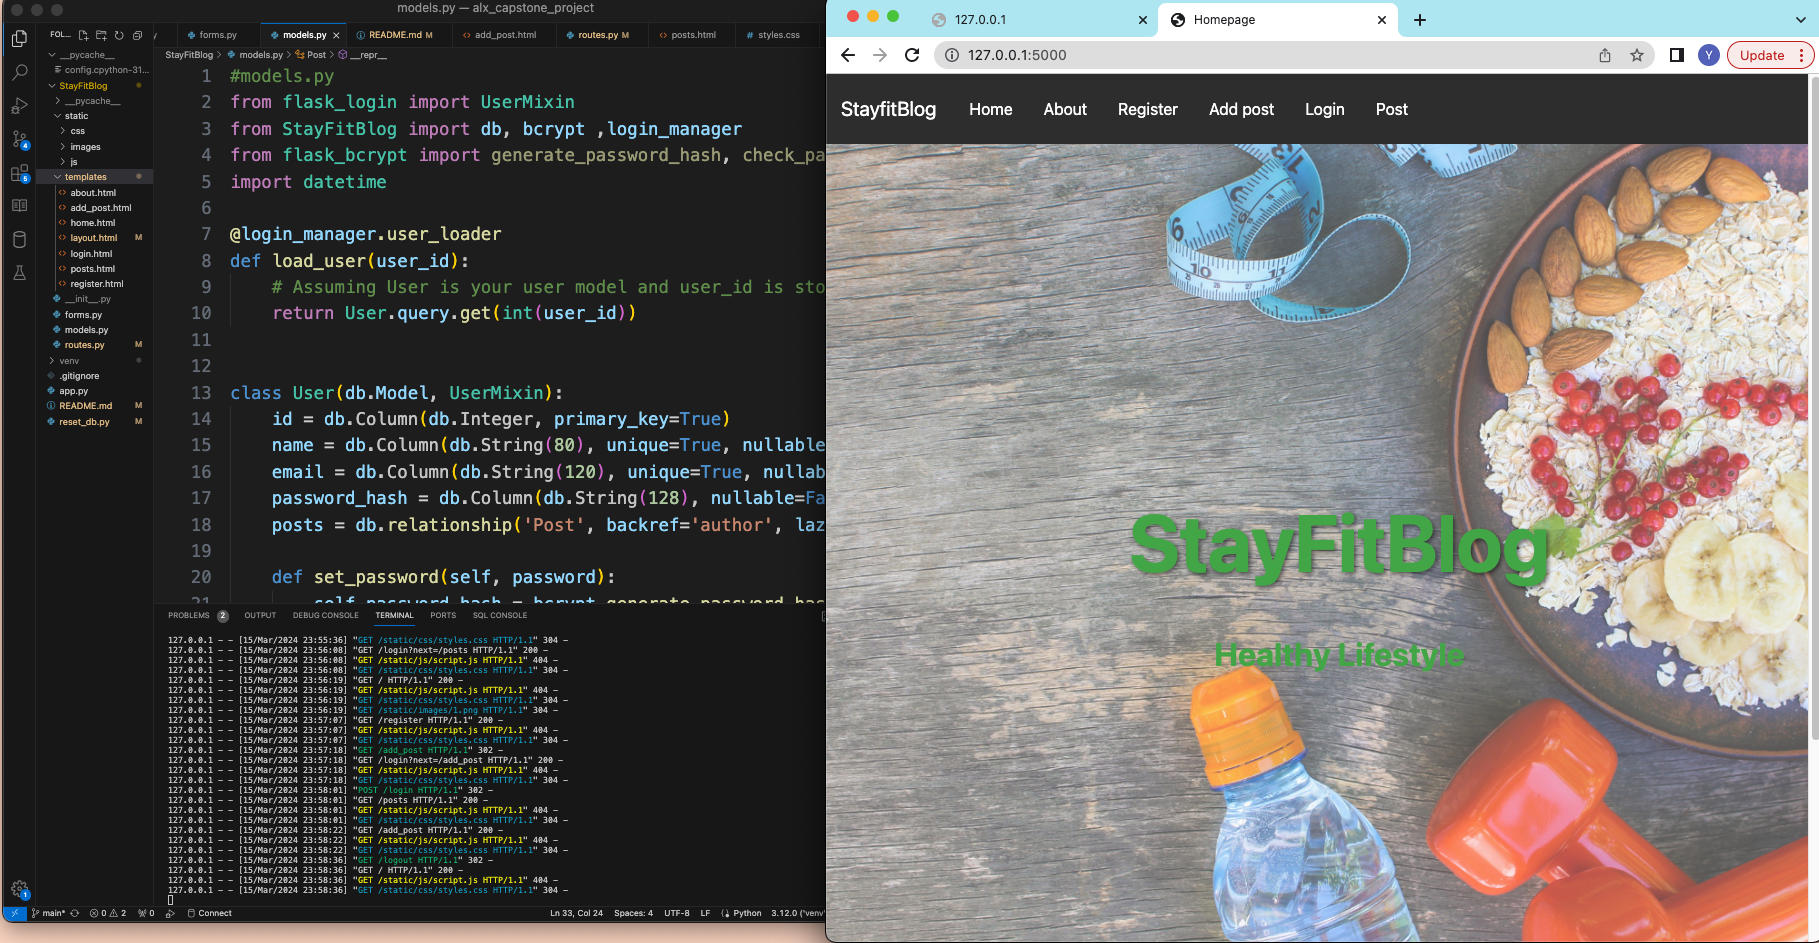 models.py — alx_capstone_project
FOL...
__pycache__
config.cpython-31...
StayFitBlog
__pycache__
static
css
images
js
templates
about.html
add_post.html
home.html
layout.html M
login.html
posts.html
register.html
__init__.py
forms.py
models.py
routes.py M
venv
.gitignore
app.py
README.md M
reset_db.py M
4
5
1
y
forms.py
models.py
README.md M
add_post.html
routes.py M
posts.html
styles.css
StayFitBlog > models.py > Post > __repr__
1 #models.py
2 from flask_login import UserMixin
3 from StayFitBlog import db, bcrypt ,login_manager
4 from flask_bcrypt import generate_password_hash, check_pa
5 import datetime
6
7 @login_manager.user_loader
8 def load_user(user_id):
9 # Assuming User is your user model and user_id is sto
10 return User.query.get(int(user_id))
11
12
13 class User(db.Model, UserMixin):
14 id = db.Column(db.Integer, primary_key=True)
15 name = db.Column(db.String(80), unique=True, nullable
16 email = db.Column(db.String(120), unique=True, nullab
17 password_hash = db.Column(db.String(128), nullable=Fa
18 posts = db.relationship('Post', backref='author', laz
19
20 def set_password(self, password):
21 self.password_hash = bcrypt.generate_password_has
PROBLEMS 2 OUTPUT DEBUG CONSOLE TERMINAL PORTS SQL CONSOLE
127.0.0.1 - - [15/Mar/2024 23:55:36] "GET /static/css/styles.css HTTP/1.1" 304 -
127.0.0.1 - - [15/Mar/2024 23:56:08] "GET /login?next=/posts HTTP/1.1" 200 -
127.0.0.1 - - [15/Mar/2024 23:56:08] "GET /static/js/script.js HTTP/1.1" 404 -
127.0.0.1 - - [15/Mar/2024 23:56:08] "GET /static/css/styles.css HTTP/1.1" 304 -
127.0.0.1 - - [15/Mar/2024 23:56:19] "GET / HTTP/1.1" 200 -
127.0.0.1 - - [15/Mar/2024 23:56:19] "GET /static/js/script.js HTTP/1.1" 404 -
127.0.0.1 - - [15/Mar/2024 23:56:19] "GET /static/css/styles.css HTTP/1.1" 304 -
127.0.0.1 - - [15/Mar/2024 23:56:19] "GET /static/images/1.png HTTP/1.1" 304 -
127.0.0.1 - - [15/Mar/2024 23:57:07] "GET /register HTTP/1.1" 200 -
127.0.0.1 - - [15/Mar/2024 23:57:07] "GET /static/js/script.js HTTP/1.1" 404 -
127.0.0.1 - - [15/Mar/2024 23:57:07] "GET /static/css/styles.css HTTP/1.1" 304 -
127.0.0.1 - - [15/Mar/2024 23:57:18] "GET /add_post HTTP/1.1" 302 -
127.0.0.1 - - [15/Mar/2024 23:57:18] "GET /login?next=/add_post HTTP/1.1" 200 -
127.0.0.1 - - [15/Mar/2024 23:57:18] "GET /static/js/script.js HTTP/1.1" 404 -
127.0.0.1 - - [15/Mar/2024 23:57:18] "GET /static/css/styles.css HTTP/1.1" 304 -
127.0.0.1 - - [15/Mar/2024 23:58:01] "POST /login HTTP/1.1" 302 -
127.0.0.1 - - [15/Mar/2024 23:58:01] "GET /posts HTTP/1.1" 200 -
127.0.0.1 - - [15/Mar/2024 23:58:01] "GET /static/js/script.js HTTP/1.1" 404 -
127.0.0.1 - - [15/Mar/2024 23:58:01] "GET /static/css/styles.css HTTP/1.1" 304 -
127.0.0.1 - - [15/Mar/2024 23:58:22] "GET /add_post HTTP/1.1" 200 -
127.0.0.1 - - [15/Mar/2024 23:58:22] "GET /static/js/script.js HTTP/1.1" 404 -
127.0.0.1 - - [15/Mar/2024 23:58:22] "GET /static/css/styles.css HTTP/1.1" 304 -
127.0.0.1 - - [15/Mar/2024 23:58:36] "GET /logout HTTP/1.1" 302 -
127.0.0.1 - - [15/Mar/2024 23:58:36] "GET / HTTP/1.1" 200 -
127.0.0.1 - - [15/Mar/2024 23:58:36] "GET /static/js/script.js HTTP/1.1" 404 -
127.0.0.1 - - [15/Mar/2024 23:58:36] "GET /static/css/styles.css HTTP/1.1" 304 -
main* 0 2 0 Connect Ln 33, Col 24 Spaces: 4 UTF-8 LF Python 3.12.0 ('venv'
127.0.0.1
Homepage
127.0.0.1:5000
Y
Update
StayfitBlog Home About Register Add post Login Post
StayFitBlog
Healthy Lifestyle
6
10
11